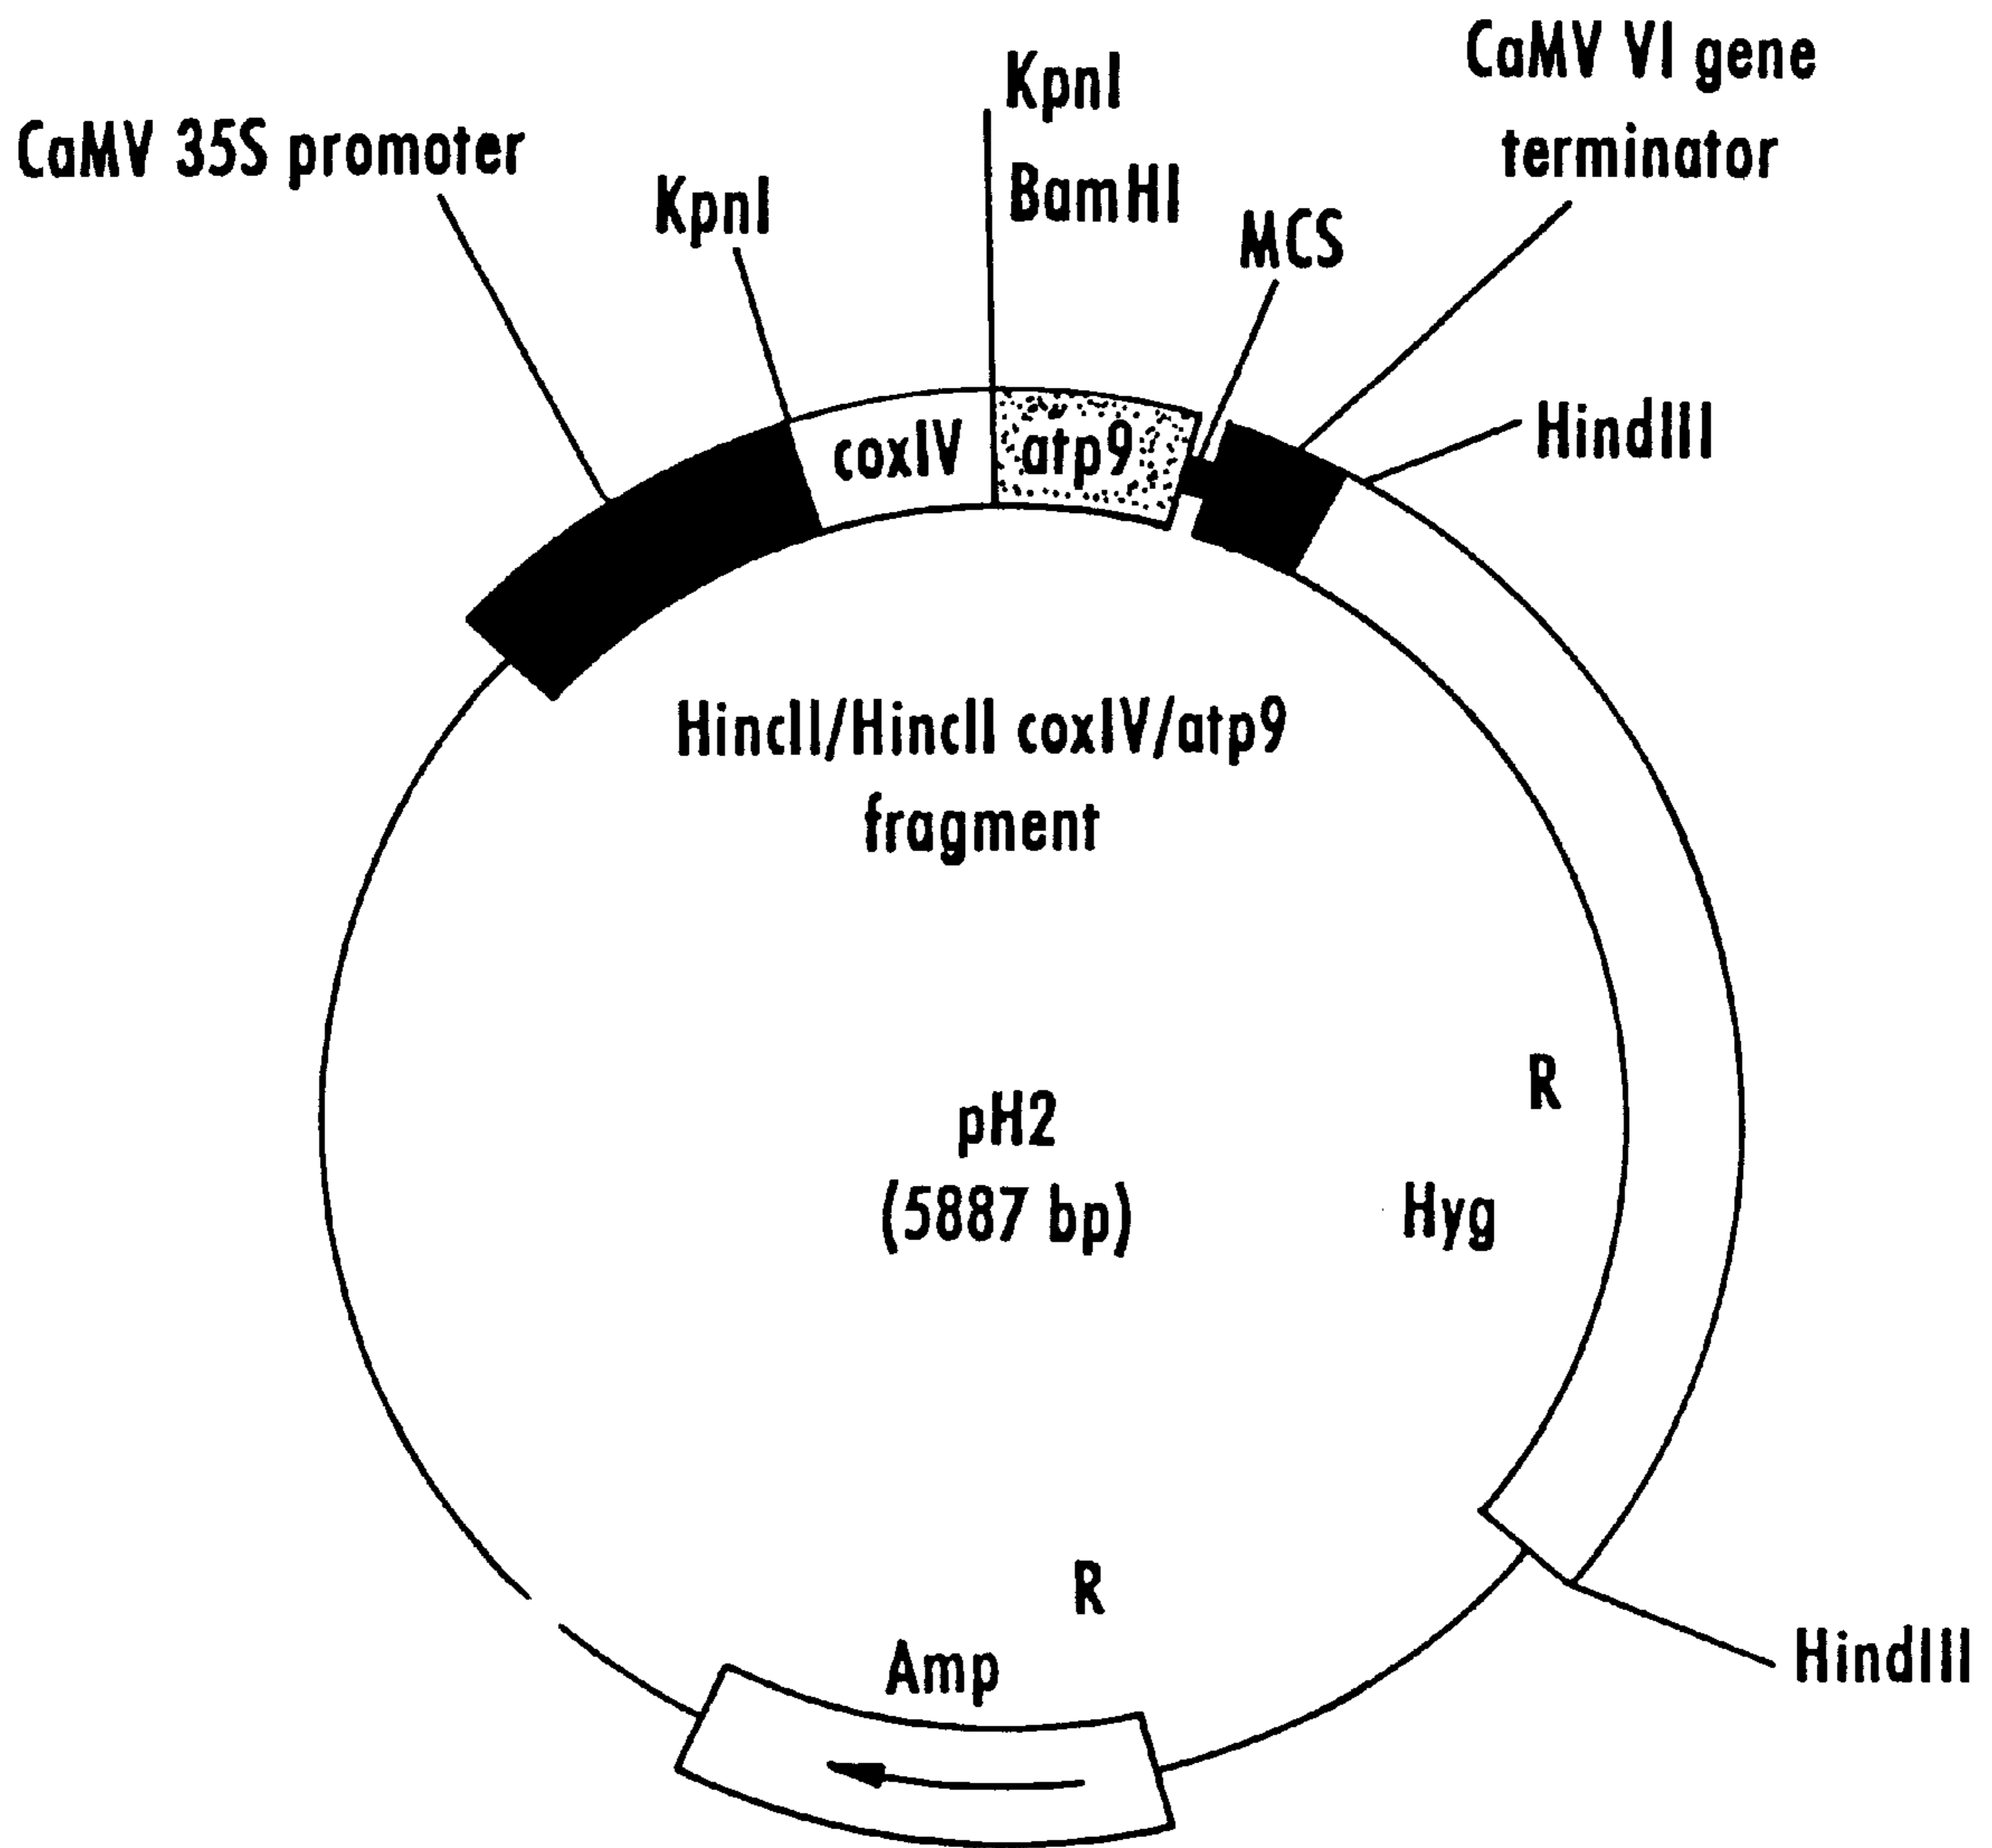 CaMV VI gene
terminator
KpnI
BamHI
CaMV 35S promoter
KpnI
MCS
HindIII
coxIV
atp9
HincII/HincII coxIV/atp9
fragment
pH2
(5887 bp)
R
Hyg
R
Amp
HindIII